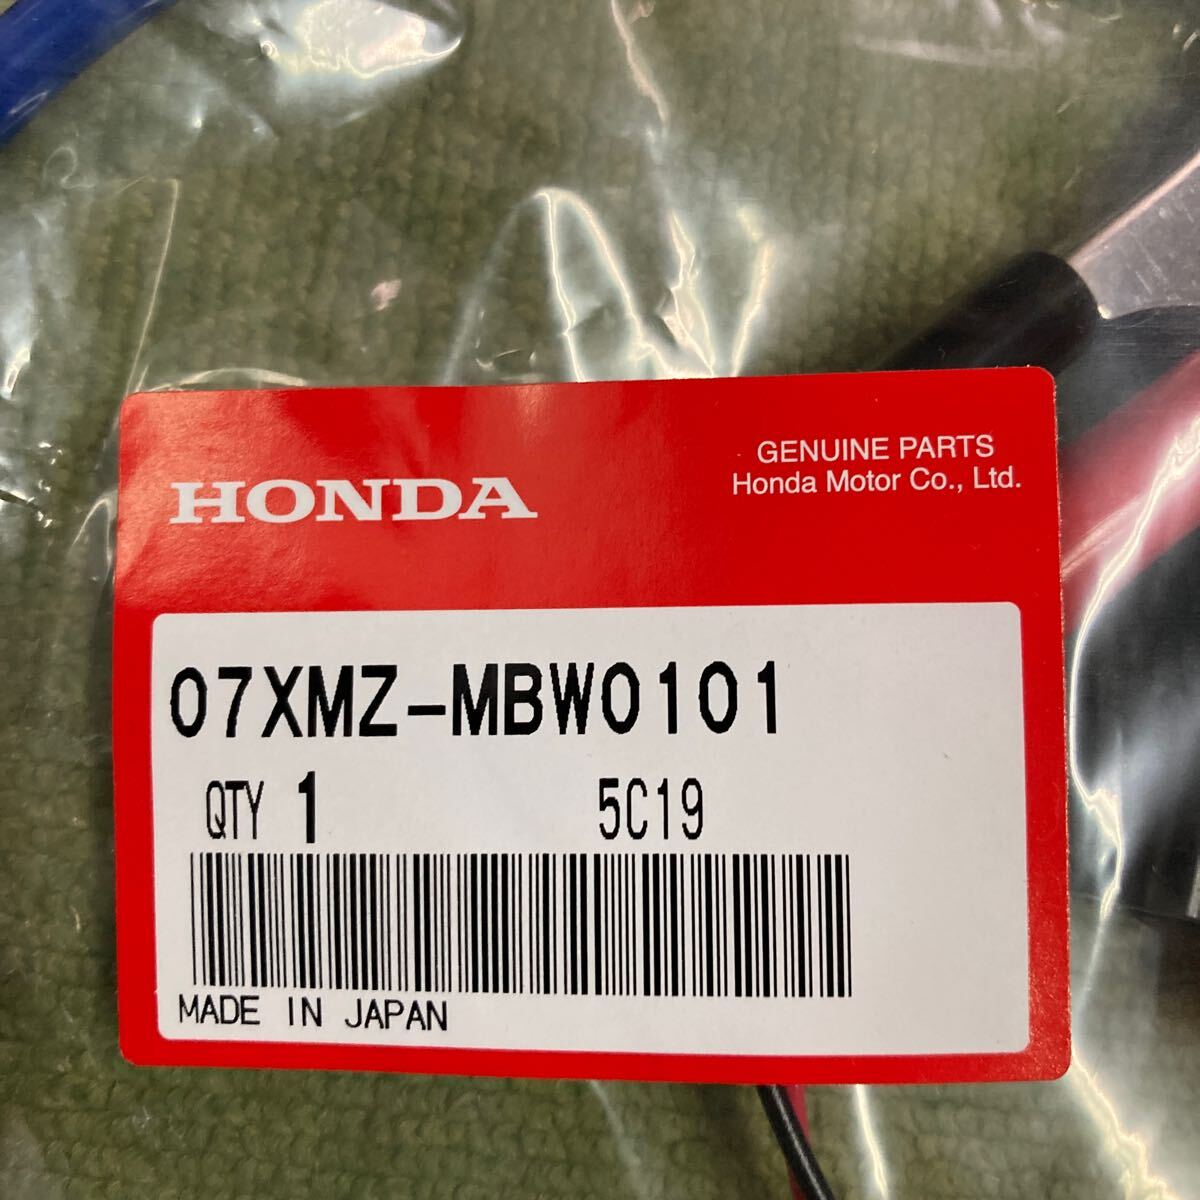 HONDA
GENUINE PARTS
Honda Motor Co., Ltd.
07XMZ-MBW0101
QTY 1 5C19
MADE IN JAPAN